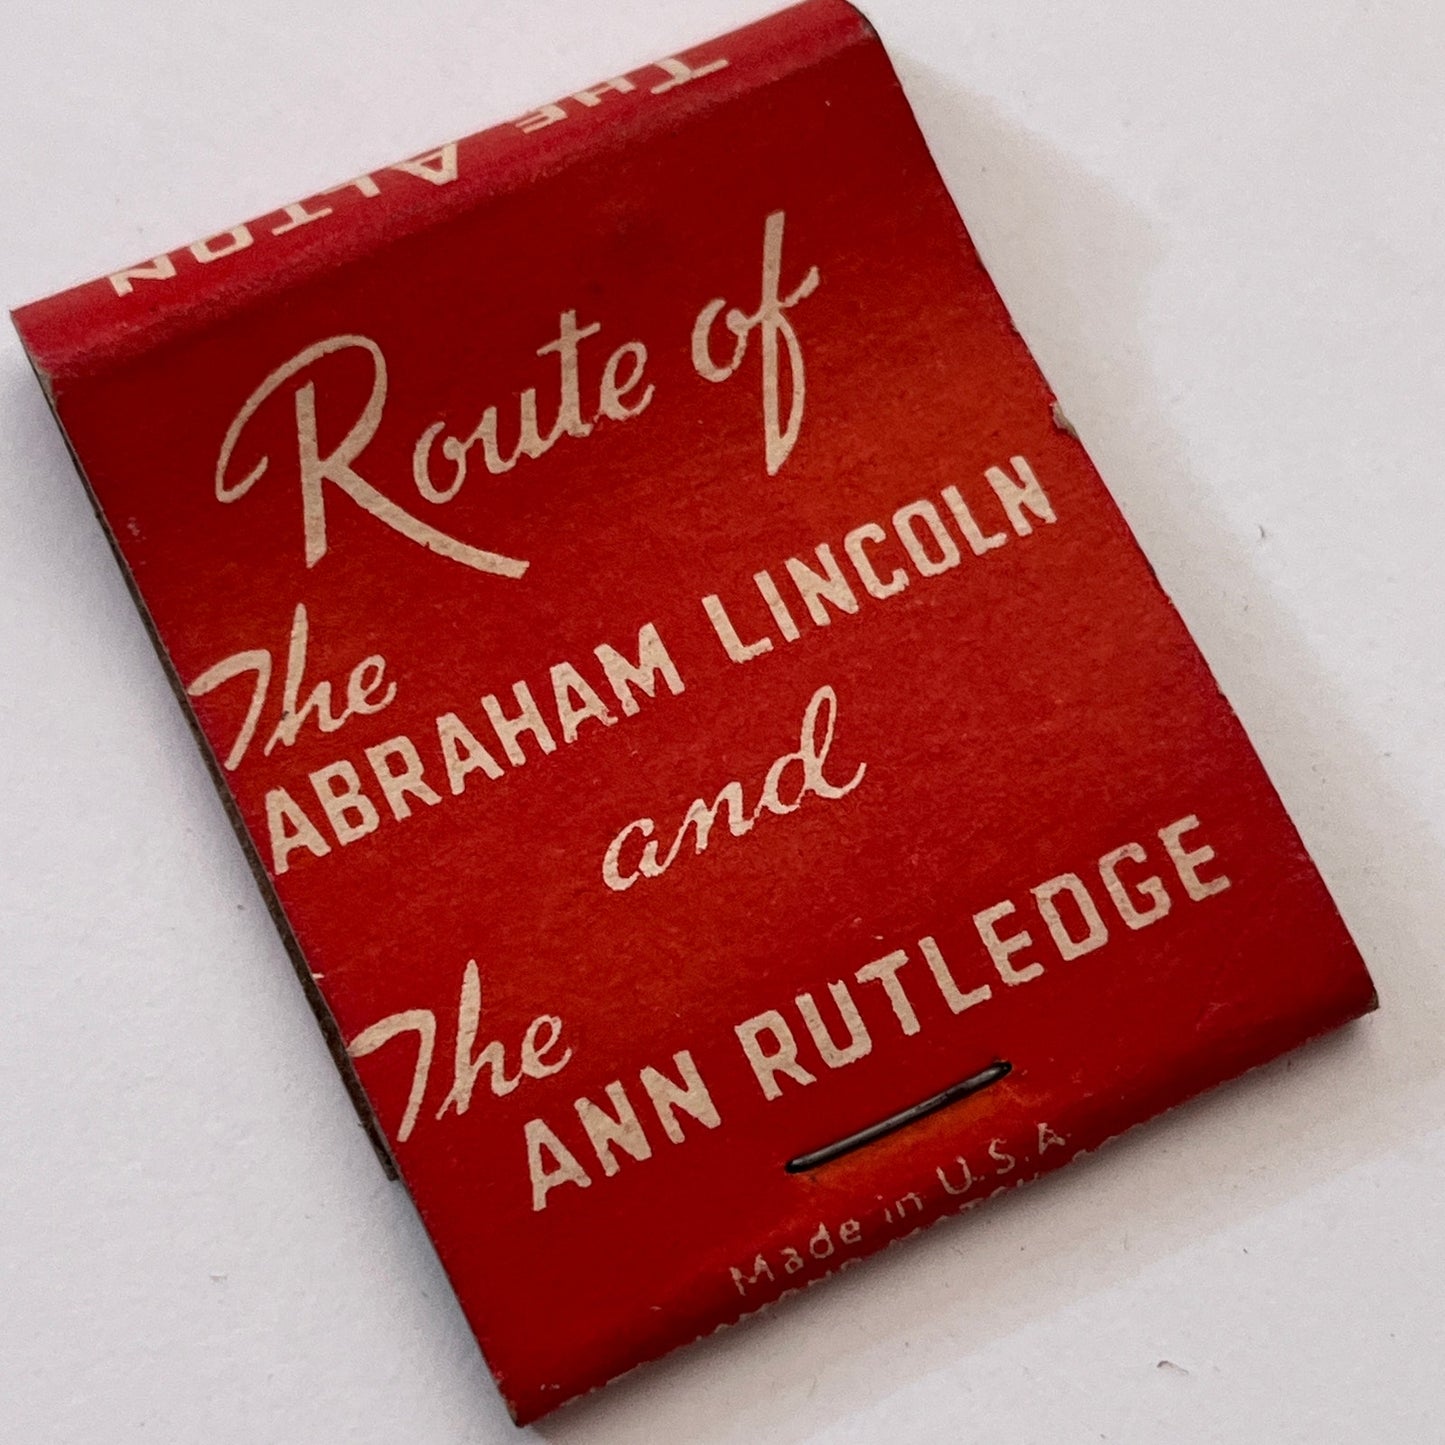 THE ALTON
Route of
The
ABRAHAM LINCOLN
and
The
ANN RUTLEDGE
Made in U.S.A.